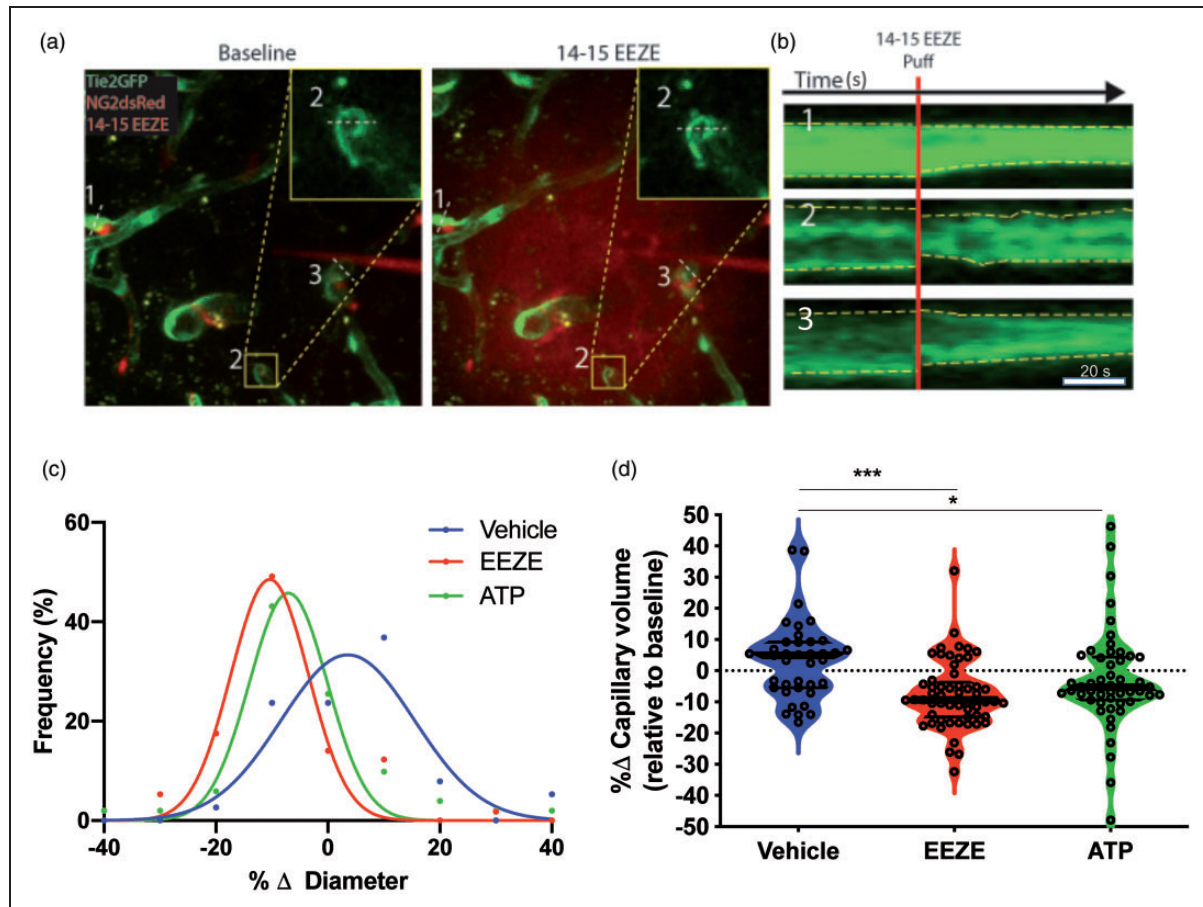 (a)
Baseline
14-15 EEZE
Tie2GFP
NG2dsRed
14-15 EEZE
1
2
3
2
1
2
3
2
(b)
14-15 EEZE
Puff
Time(s)
1
2
3
20 s
(c)
Frequency (%)
60
40
20
0
-40
-20
0
20
40
% Δ Diameter
Vehicle
EEZE
ATP
(d)
***
*
%Δ Capillary volume
(relative to baseline)
50
40
30
20
10
0
-10
-20
-30
-40
-50
Vehicle
EEZE
ATP